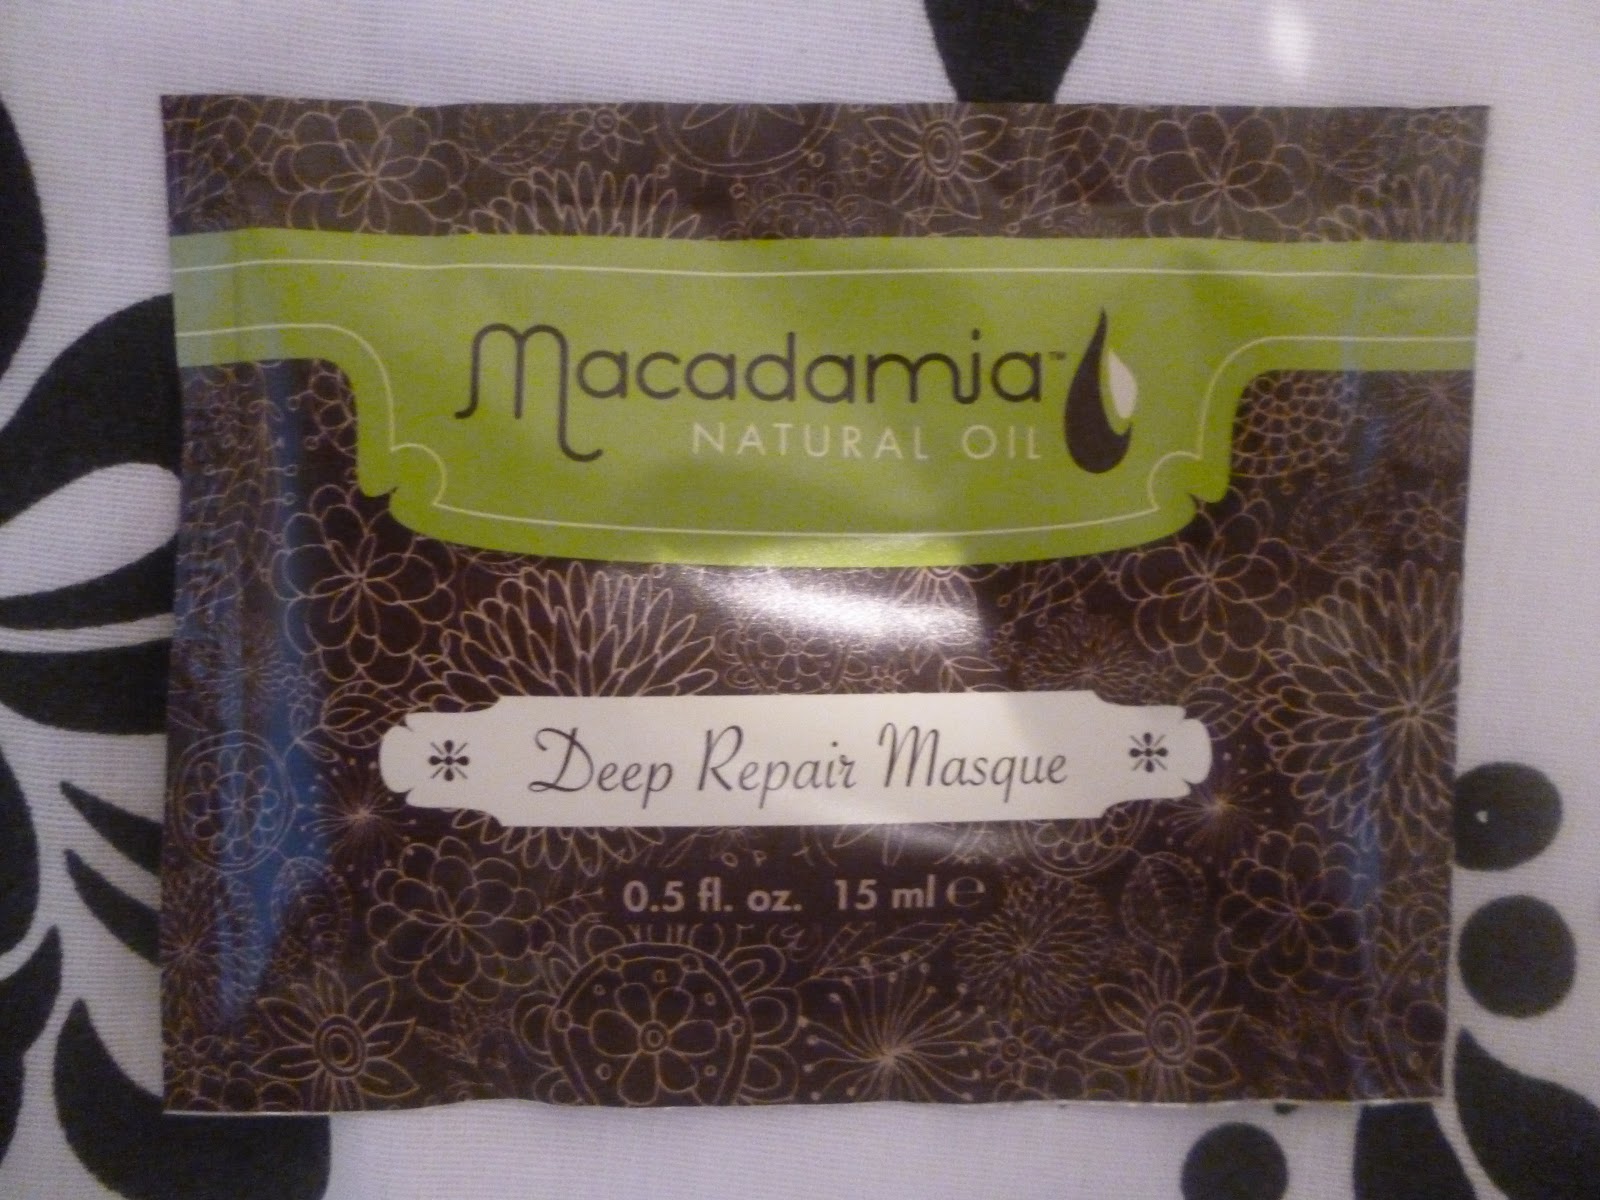 Macadamia™
NATURAL OIL
Deep Repair Masque
0.5 fl. oz. 15 ml ℮